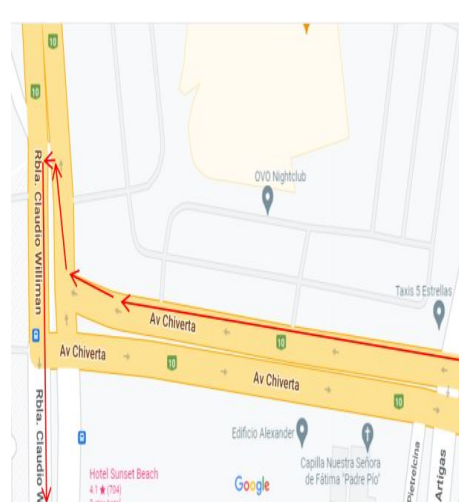 10
10
Rbla. Claudio Williman
OVO Nightclub
Taxis 5 Estrellas
Av Chiverta
10
Av Chiverta
10
Av Chiverta
10
Rbla. Claudio W
Edificio Alexander
Capilla Nuestra Señora
de Fátima "Padre Pío"
Pietrelcina
Artigas
Hotel Sunset Beach
4.1 ★ (704)
Google